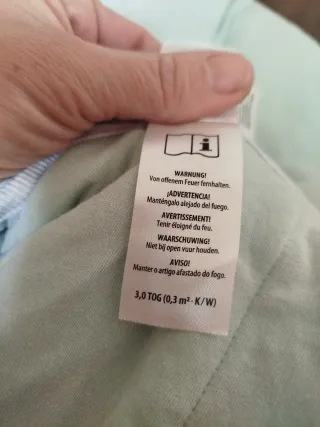 WARNUNG!
Von offenem Feuer fernhalten.
¡ADVERTENCIA!
Manténgalo alejado del fuego.
AVERTISSEMENT!
Tenir éloigné du feu.
WAARSCHUWING!
Niet bij open vuur houden.
AVISO!
Manter o artigo afastado do fogo.
3,0 TOG (0,3 m² · K/W)